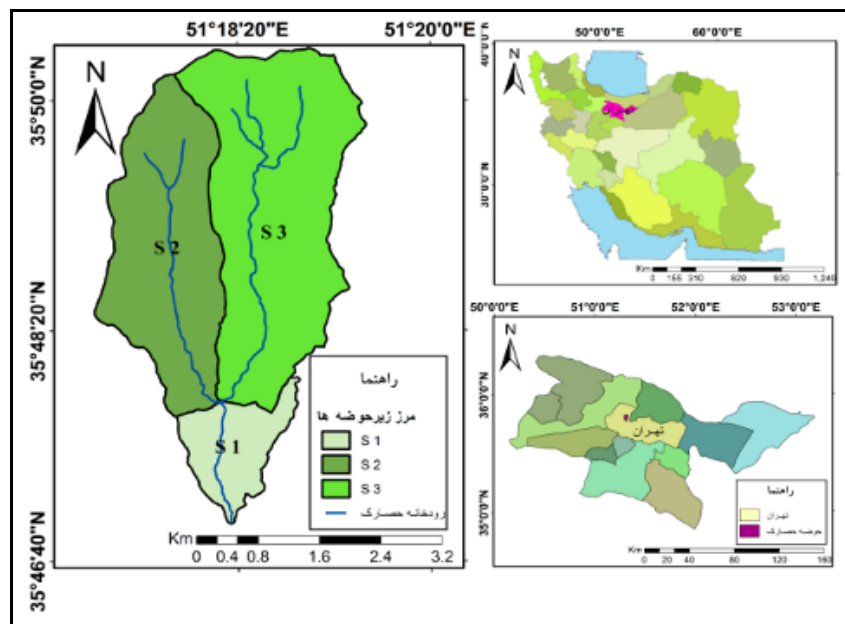 51°18'20"E
51°20'0"E
N
35°50'0"N
35°48'20"N
35°46'40"N
S 2
S 3
S 1
راهنما
مرز زیرحوضه ها
S 1
S 2
S 3
رودخانه حصارک
Km
0 0.4 0.8 1.6 2.4 3.2
50°0'0"E
60°0'0"E
N
40°0'0"N
30°0'0"N
Km
0 155 310 620 930 1,240
50°0'0"E
51°0'0"E
52°0'0"E
53°0'0"E
N
36°0'0"N
35°0'0"N
تهران
راهنما
تهران
حوضه حصارک
Km
0 20 40 80 120 160